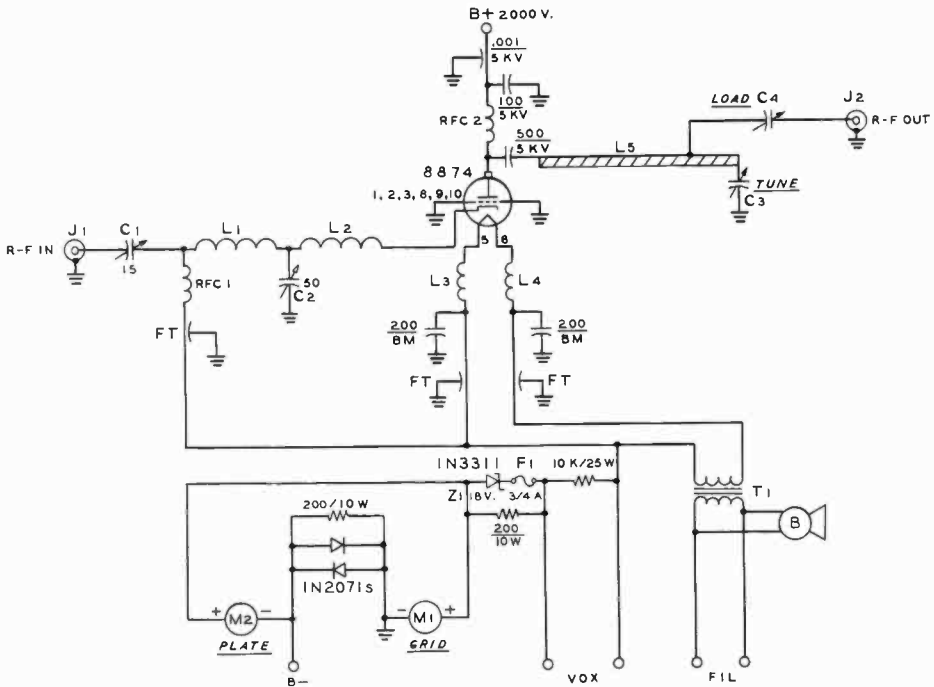 B+ 2000 V.
.001
5 KV
100
5 KV
RFC 2
500
5 KV
LOAD C4
J2
R-F OUT
L5
TUNE
C3
8874
1, 2, 3, 8, 9, 10
5
6
J1
R-F IN
C1
15
L1
L2
RFC 1
50
C2
L3
L4
FT
200
BM
200
BM
FT
FT
1N3311
F1
10 K/25 W
Z1 18 V.
3/4 A
200
10 W
200/10 W
1N2071s
T1
B
+ M2 -
PLATE
- M1 +
GRID
B-
VOX
FIL